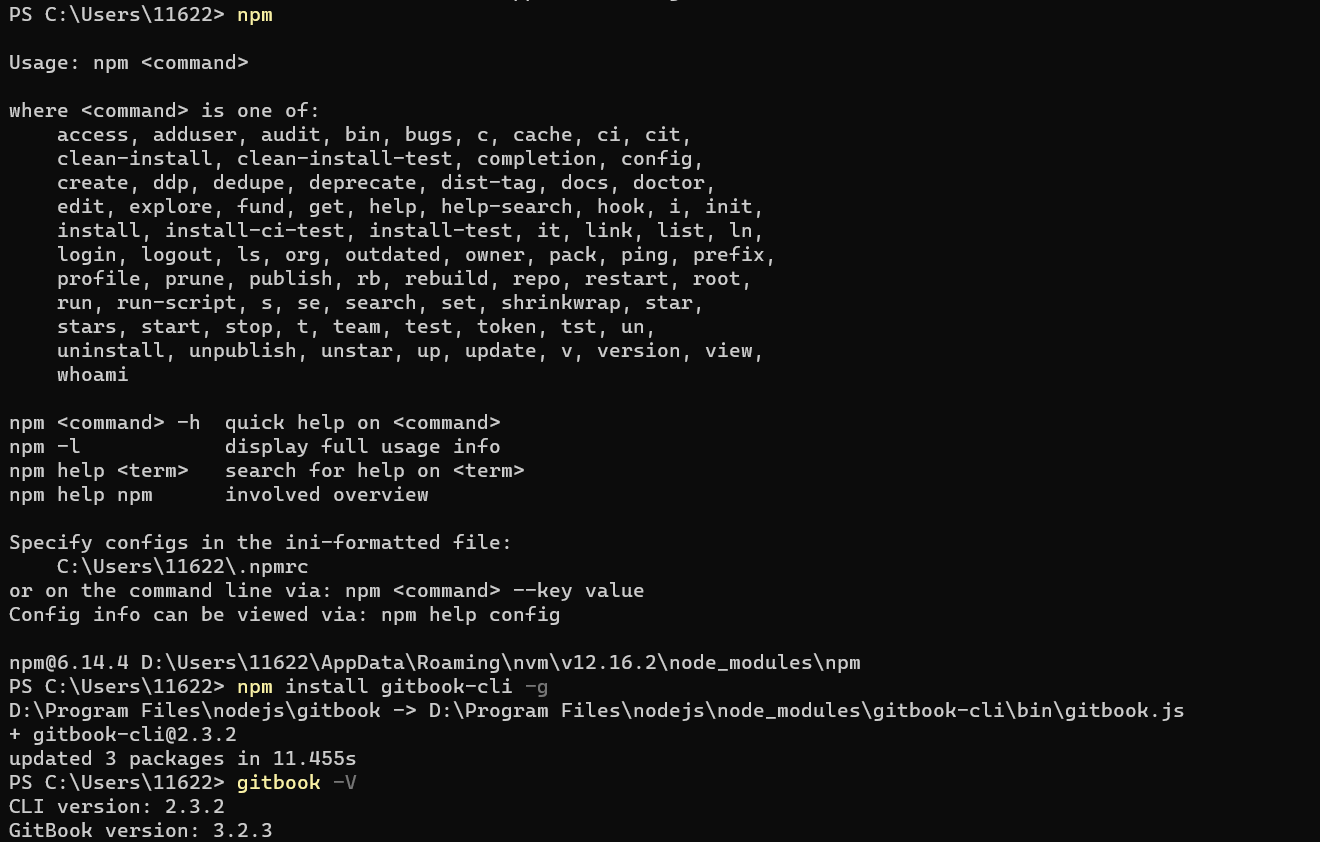 PS C:\Users\11622> npm
Usage: npm <command>
where <command> is one of:
access, adduser, audit, bin, bugs, c, cache, ci, cit,
clean-install, clean-install-test, completion, config,
create, ddp, dedupe, deprecate, dist-tag, docs, doctor,
edit, explore, fund, get, help, help-search, hook, i, init,
install, install-ci-test, install-test, it, link, list, ln,
login, logout, ls, org, outdated, owner, pack, ping, prefix,
profile, prune, publish, rb, rebuild, repo, restart, root,
run, run-script, s, se, search, set, shrinkwrap, star,
stars, start, stop, t, team, test, token, tst, un,
uninstall, unpublish, unstar, up, update, v, version, view,
whoami
npm <command> -h  quick help on <command>
npm -l            display full usage info
npm help <term>   search for help on <term>
npm help npm      involved overview
Specify configs in the ini-formatted file:
C:\Users\11622\.npmrc
or on the command line via: npm <command> --key value
Config info can be viewed via: npm help config
npm@6.14.4 D:\Users\11622\AppData\Roaming\nvm\v12.16.2\node_modules\npm
PS C:\Users\11622> npm install gitbook-cli -g
D:\Program Files\nodejs\gitbook -> D:\Program Files\nodejs\node_modules\gitbook-cli\bin\gitbook.js
+ gitbook-cli@2.3.2
updated 3 packages in 11.455s
PS C:\Users\11622> gitbook -V
CLI version: 2.3.2
GitBook version: 3.2.3